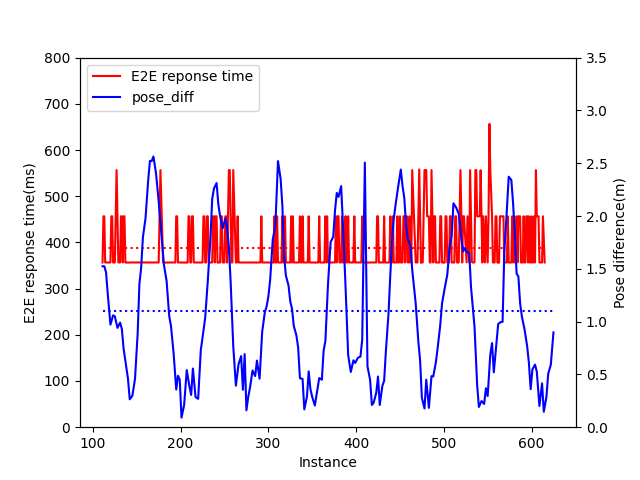 E2E reponse time
pose_diff
800
700
600
500
400
300
200
100
0
E2E response time(ms)
3.5
3.0
2.5
2.0
1.5
1.0
0.5
0.0
Pose difference(m)
100 200 300 400 500 600
Instance